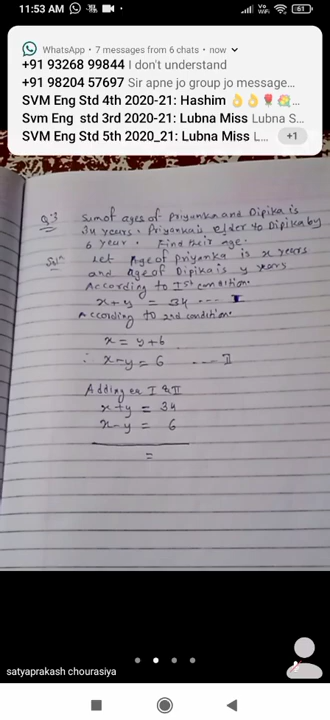 11:53 AM
61
WhatsApp • 7 messages from 6 chats • now
+91 93268 99844 I don't understand
+91 98204 57697 Sir apne jo group jo message...
SVM Eng Std 4th 2020-21: Hashim 👌👌🌹💐...
Svm Eng std 3rd 2020-21: Lubna Miss Lubna S...
SVM Eng Std 5th 2020_21: Lubna Miss L... +1
Q:3 Sum of ages of Priyanka and Dipika is
34 years. Priyanka is elder to Dipika by
6 year. Find their age.
Solⁿ Let Age of Priyanka is x years
and Age of Dipika is y years
According to Ist condition.
x+y = 34 --- I
According to 2nd condition.
x = y+6
∴ x-y = 6 --- II
Adding eq I & II
x+y = 34
x-y = 6
=
satyaprakash chourasiya